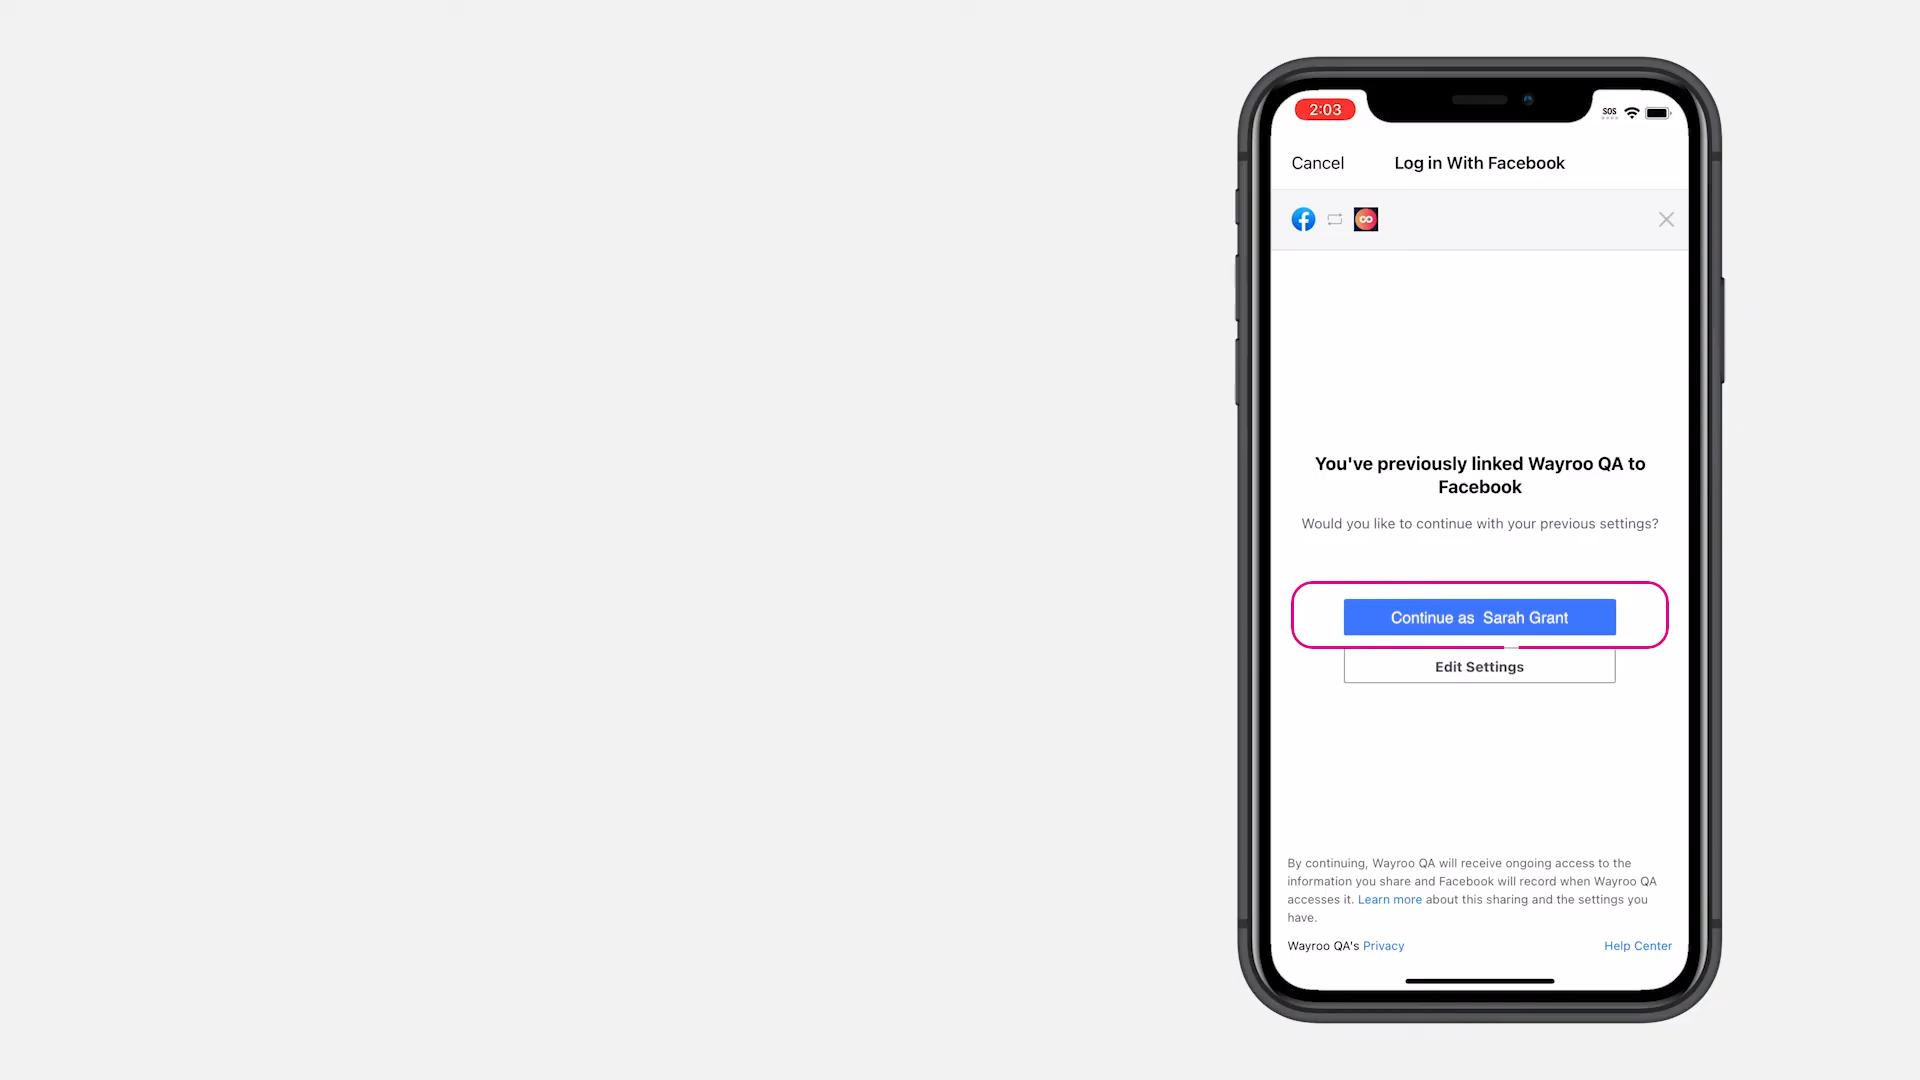 2:03
SOS
Cancel
Log in With Facebook
You've previously linked Wayroo QA to
Facebook
Would you like to continue with your previous settings?
Continue as  Sarah Grant
Edit Settings
By continuing, Wayroo QA will receive ongoing access to the
information you share and Facebook will record when Wayroo QA
accesses it. Learn more about this sharing and the settings you
have.
Wayroo QA's Privacy
Help Center